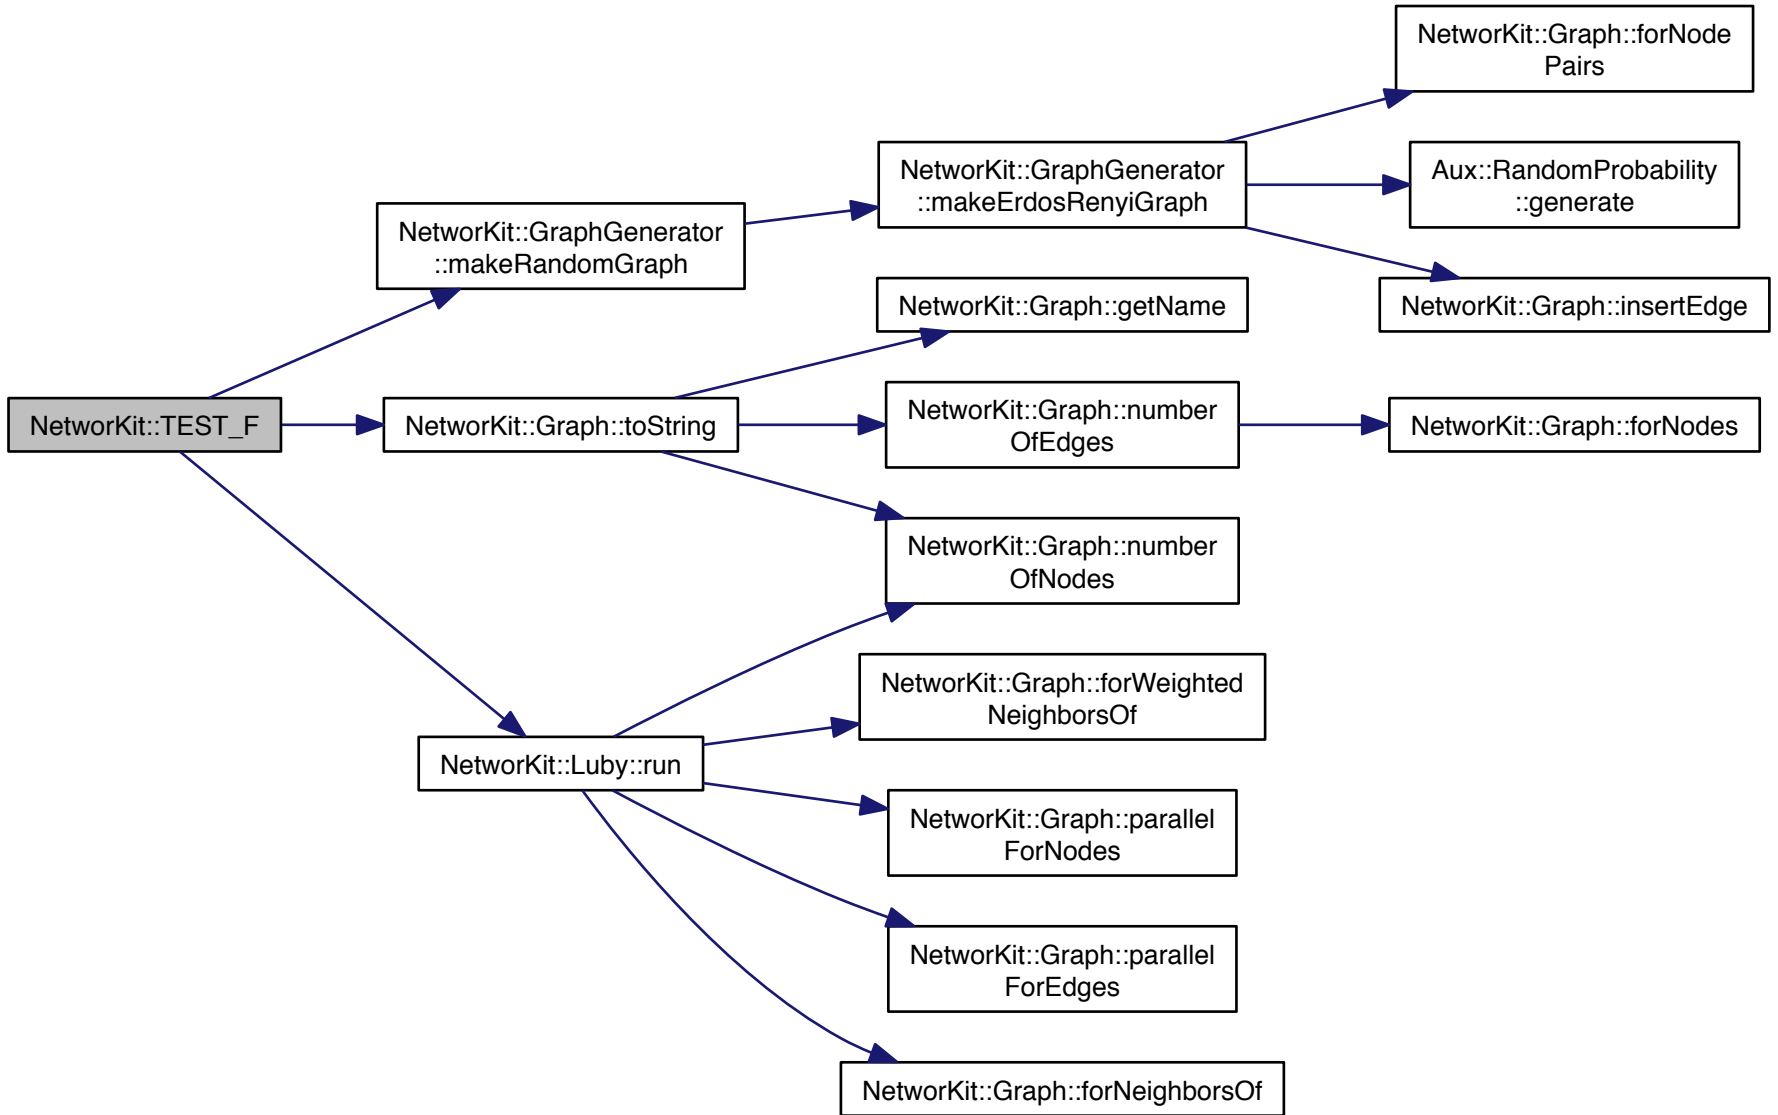 NetworKit::Graph::forNode
Pairs
NetworKit::GraphGenerator
::makeErdosRenyiGraph
Aux::RandomProbability
::generate
NetworKit::GraphGenerator
::makeRandomGraph
NetworKit::Graph::getName
NetworKit::Graph::insertEdge
NetworKit::TEST_F
NetworKit::Graph::toString
NetworKit::Graph::number
OfEdges
NetworKit::Graph::forNodes
NetworKit::Graph::number
OfNodes
NetworKit::Graph::forWeighted
NeighborsOf
NetworKit::Luby::run
NetworKit::Graph::parallel
ForNodes
NetworKit::Graph::parallel
ForEdges
NetworKit::Graph::forNeighborsOf